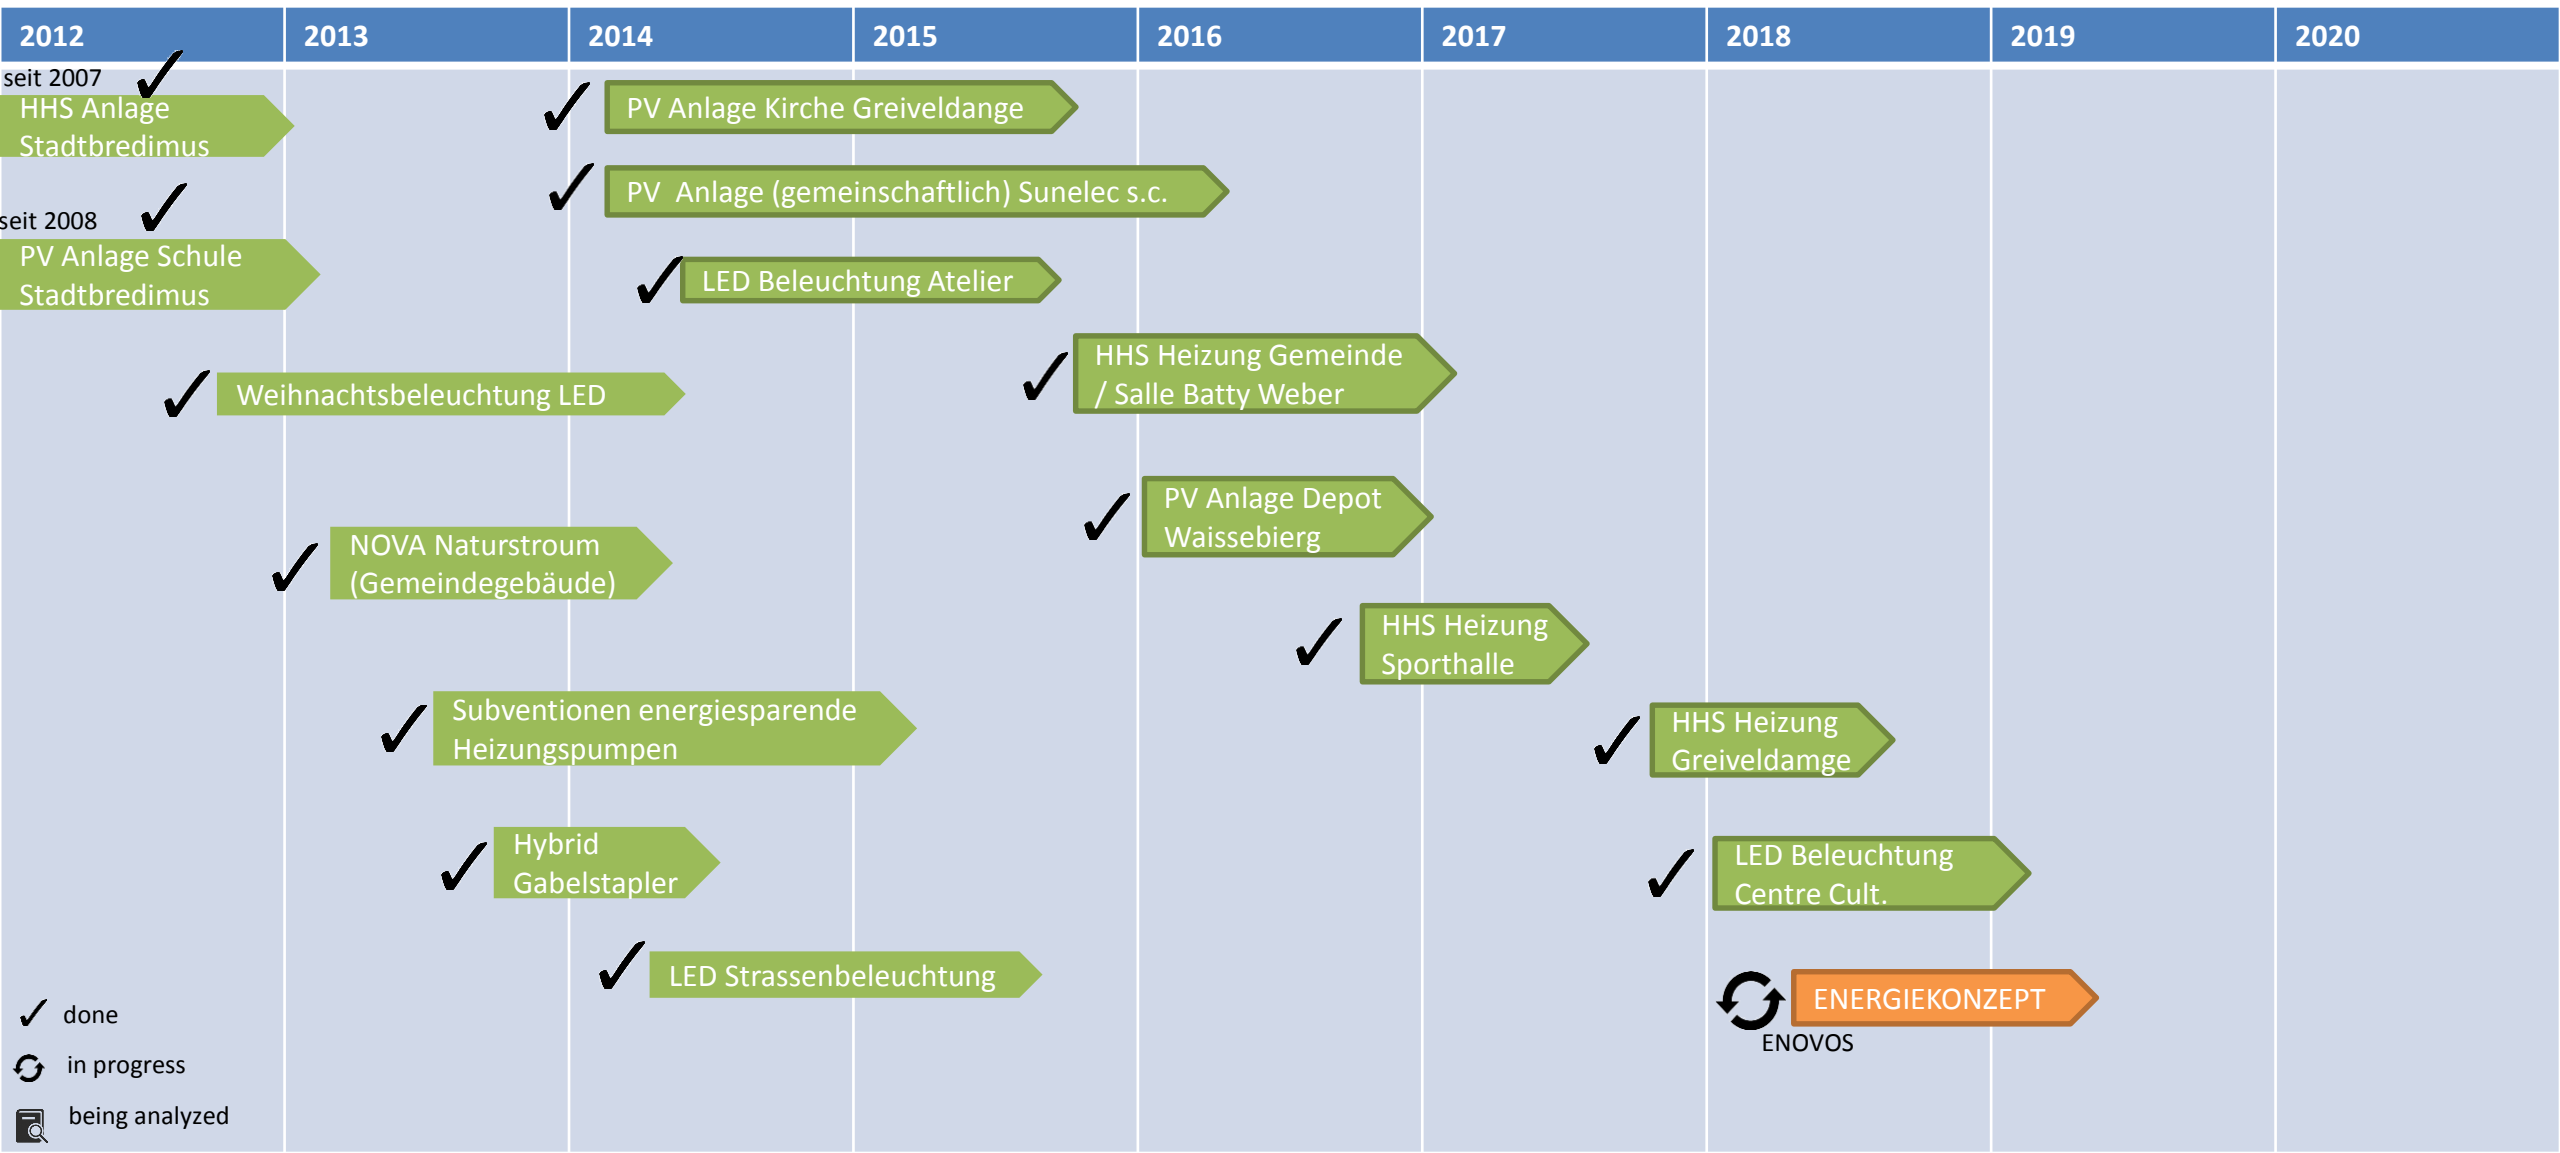 2012 2013 2014 2015 2016 2017 2018 2019 2020
seit 2007
HHS Anlage
Stadtbredimus
seit 2008
PV Anlage Schule
Stadtbredimus
PV Anlage Kirche Greiveldange
PV Anlage (gemeinschaftlich) Sunelec s.c.
LED Beleuchtung Atelier
HHS Heizung Gemeinde
/ Salle Batty Weber
Weihnachtsbeleuchtung LED
PV Anlage Depot
Waissebierg
NOVA Naturstroum
(Gemeindegebäude)
HHS Heizung
Sporthalle
Subventionen energiesparende
Heizungspumpen
HHS Heizung
Greiveldamge
Hybrid
Gabelstapler
LED Beleuchtung
Centre Cult.
LED Strassenbeleuchtung
ENERGIEKONZEPT
ENOVOS
done
in progress
being analyzed